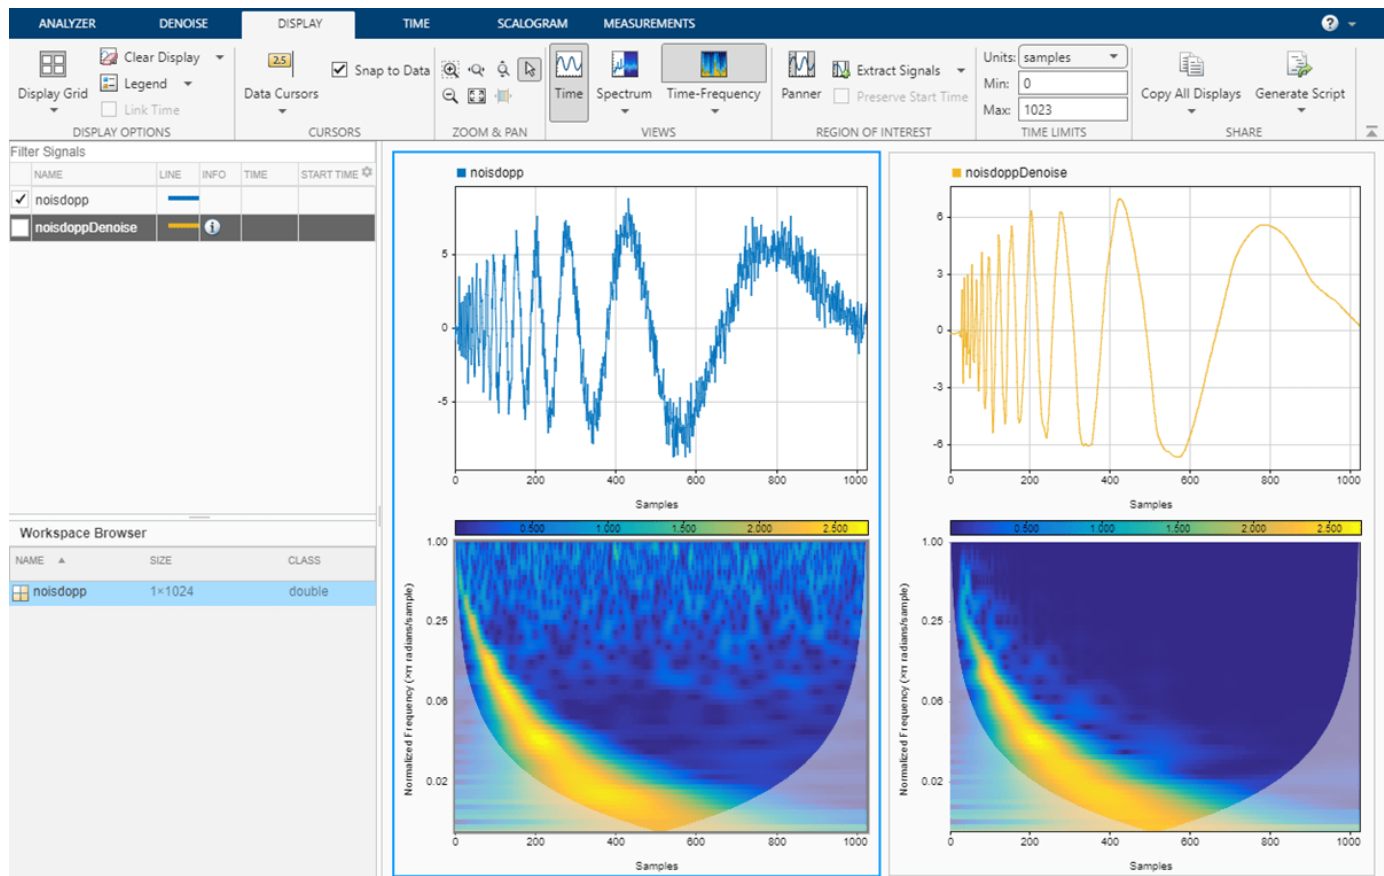 ANALYZER DENOISE DISPLAY TIME SCALOGRAM MEASUREMENTS ?
Display Grid
Clear Display
Legend
Link Time
DISPLAY OPTIONS
2.5
Data Cursors
Snap to Data
CURSORS
ZOOM & PAN
Time Spectrum Time-Frequency
VIEWS
Panner
Extract Signals
Preserve Start Time
REGION OF INTEREST
Units: samples
Min: 0
Max: 1023
TIME LIMITS
Copy All Displays Generate Script
SHARE
Filter Signals
NAME LINE INFO TIME START TIME
noisdopp
noisdoppDenoise
Workspace Browser
NAME SIZE CLASS
noisdopp 1×1024 double
noisdopp
5
0
-5
0 200 400 600 800 1000
Samples
0.500 1.000 1.500 2.000 2.500
Normalized Frequency (×π radians/sample)
1.00
0.25
0.06
0.02
0 200 400 600 800 1000
Samples
noisdoppDenoise
6
3
0
-3
-6
0 200 400 600 800 1000
Samples
0.500 1.000 1.500 2.000 2.500
Normalized Frequency (×π radians/sample)
1.00
0.25
0.06
0.02
0 200 400 600 800 1000
Samples